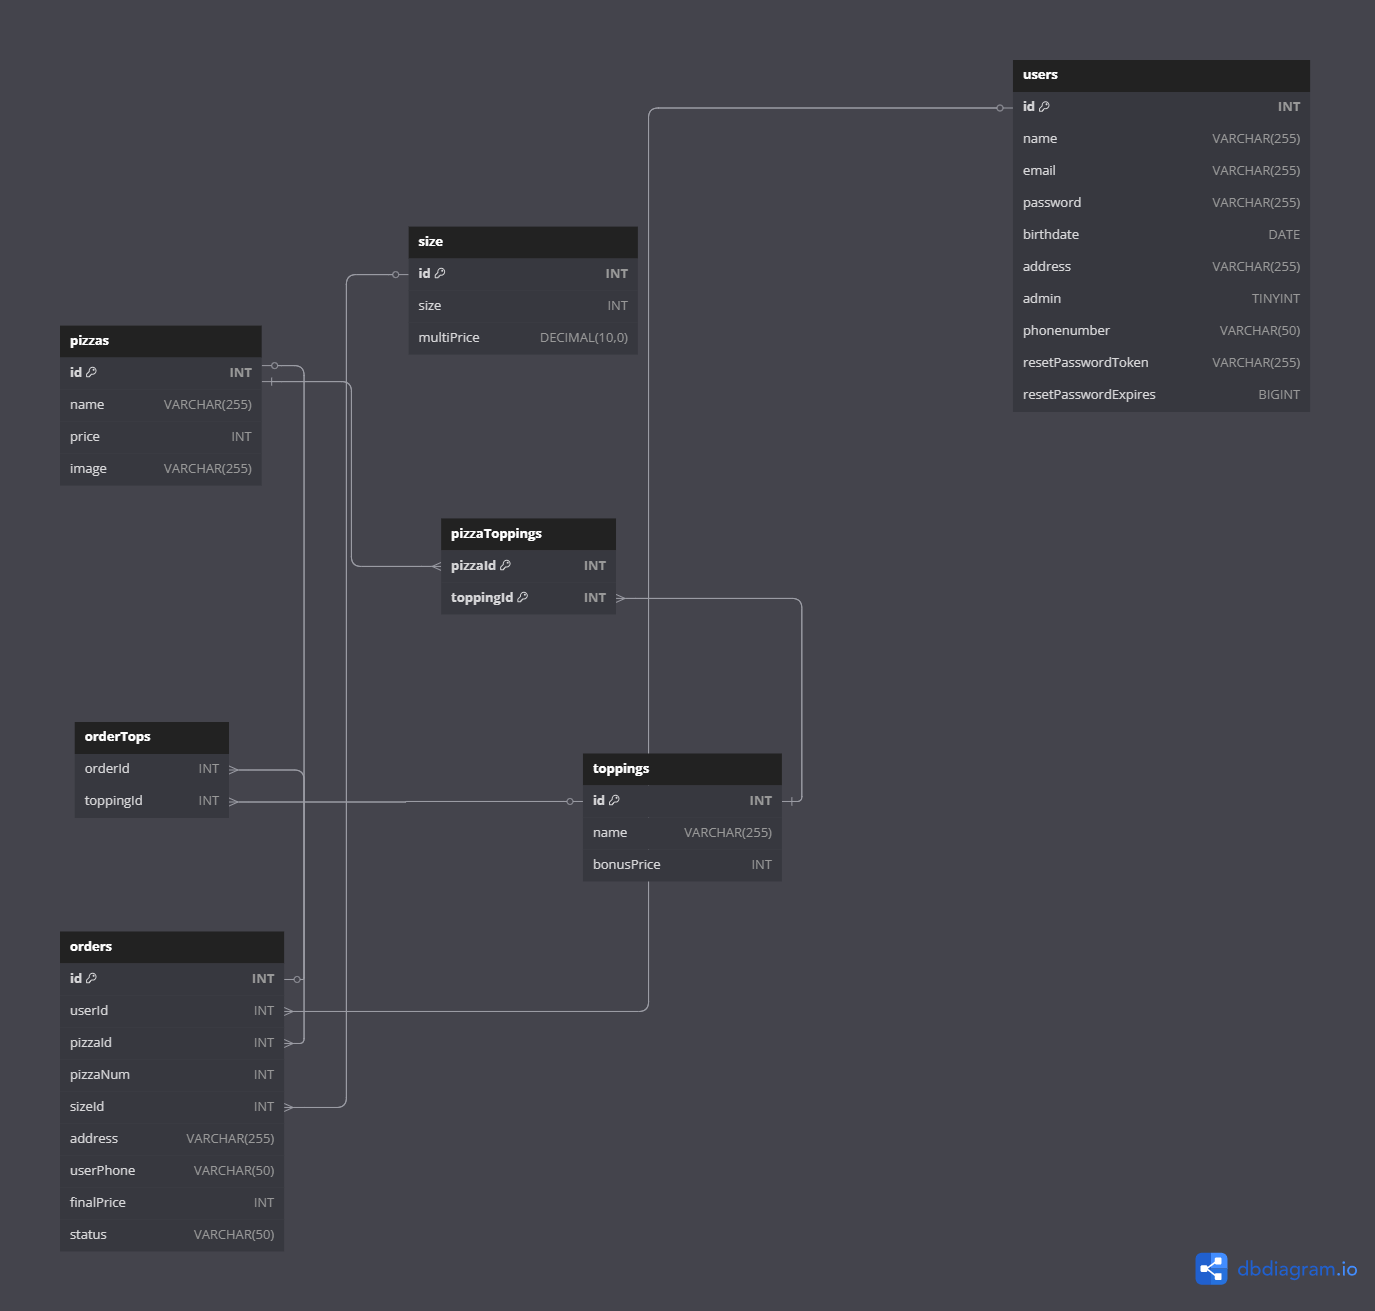 users
id INT
name VARCHAR(255)
email VARCHAR(255)
password VARCHAR(255)
birthdate DATE
address VARCHAR(255)
admin TINYINT
phonenumber VARCHAR(50)
resetPasswordToken VARCHAR(255)
resetPasswordExpires BIGINT
size
id INT
size INT
multiPrice DECIMAL(10,0)
pizzas
id INT
name VARCHAR(255)
price INT
image VARCHAR(255)
pizzaToppings
pizzaId INT
toppingId INT
orderTops
orderId INT
toppingId INT
toppings
id INT
name VARCHAR(255)
bonusPrice INT
orders
id INT
userId INT
pizzaId INT
pizzaNum INT
sizeId INT
address VARCHAR(255)
userPhone VARCHAR(50)
finalPrice INT
status VARCHAR(50)
dbdiagram.io